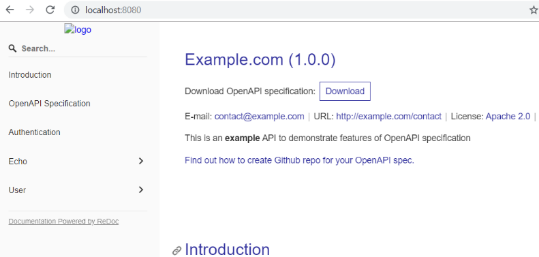 localhost:8080
logo
Search...
Introduction
OpenAPI Specification
Authentication
Echo
User
Documentation Powered by ReDoc
Example.com (1.0.0)
Download OpenAPI specification: Download
E-mail: contact@example.com | URL: http://example.com/contact | License: Apache 2.0 |
This is an example API to demonstrate features of OpenAPI specification
Find out how to create Github repo for your OpenAPI spec.
Introduction